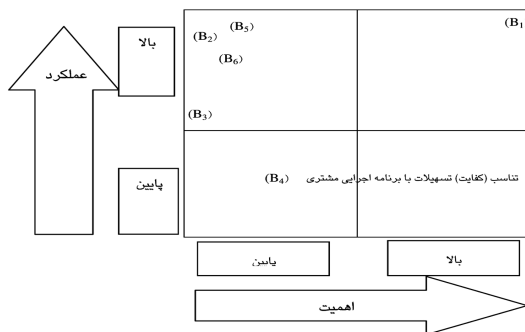 (B1)
(B5)
(B2)
بالا
(B6)
عملکرد
(B3)
تناسب (کفایت) تسهیلات با برنامه اجرایی مشتری (B4)
پایین
بالا
پایین
اهمیت